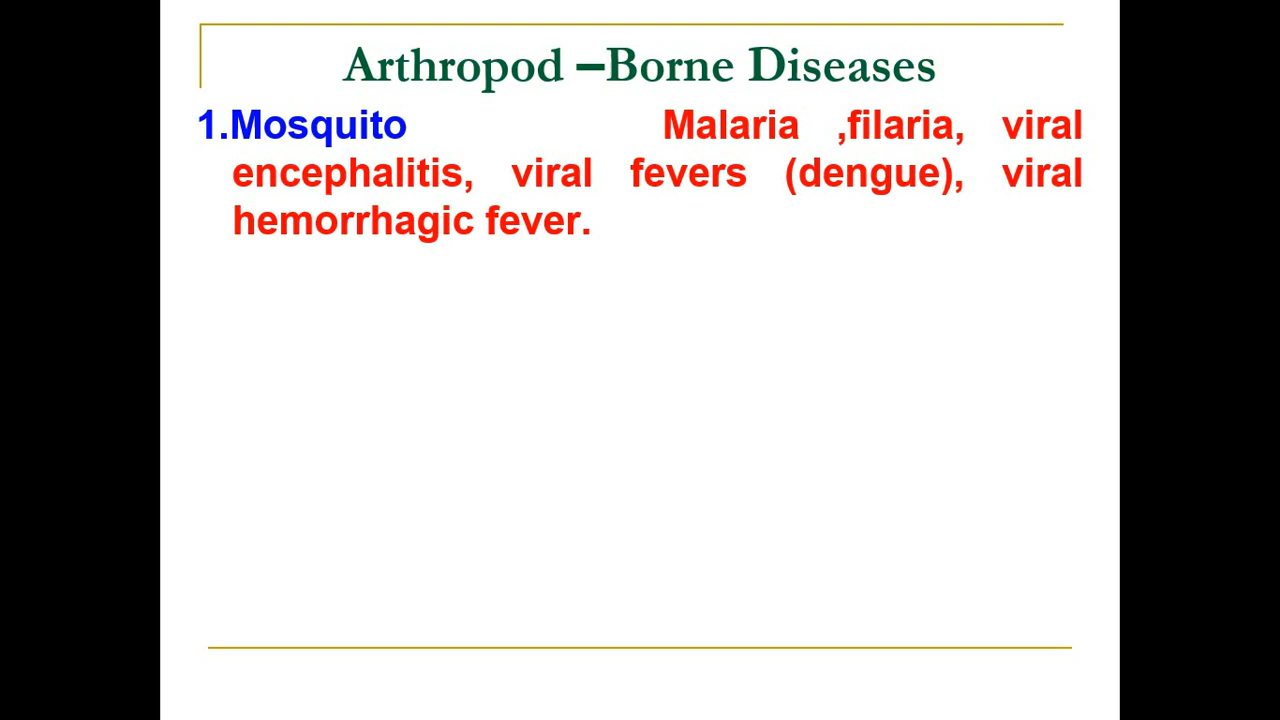 Arthropod –Borne Diseases
1.Mosquito Malaria ,filaria, viral
encephalitis, viral fevers (dengue), viral
hemorrhagic fever.